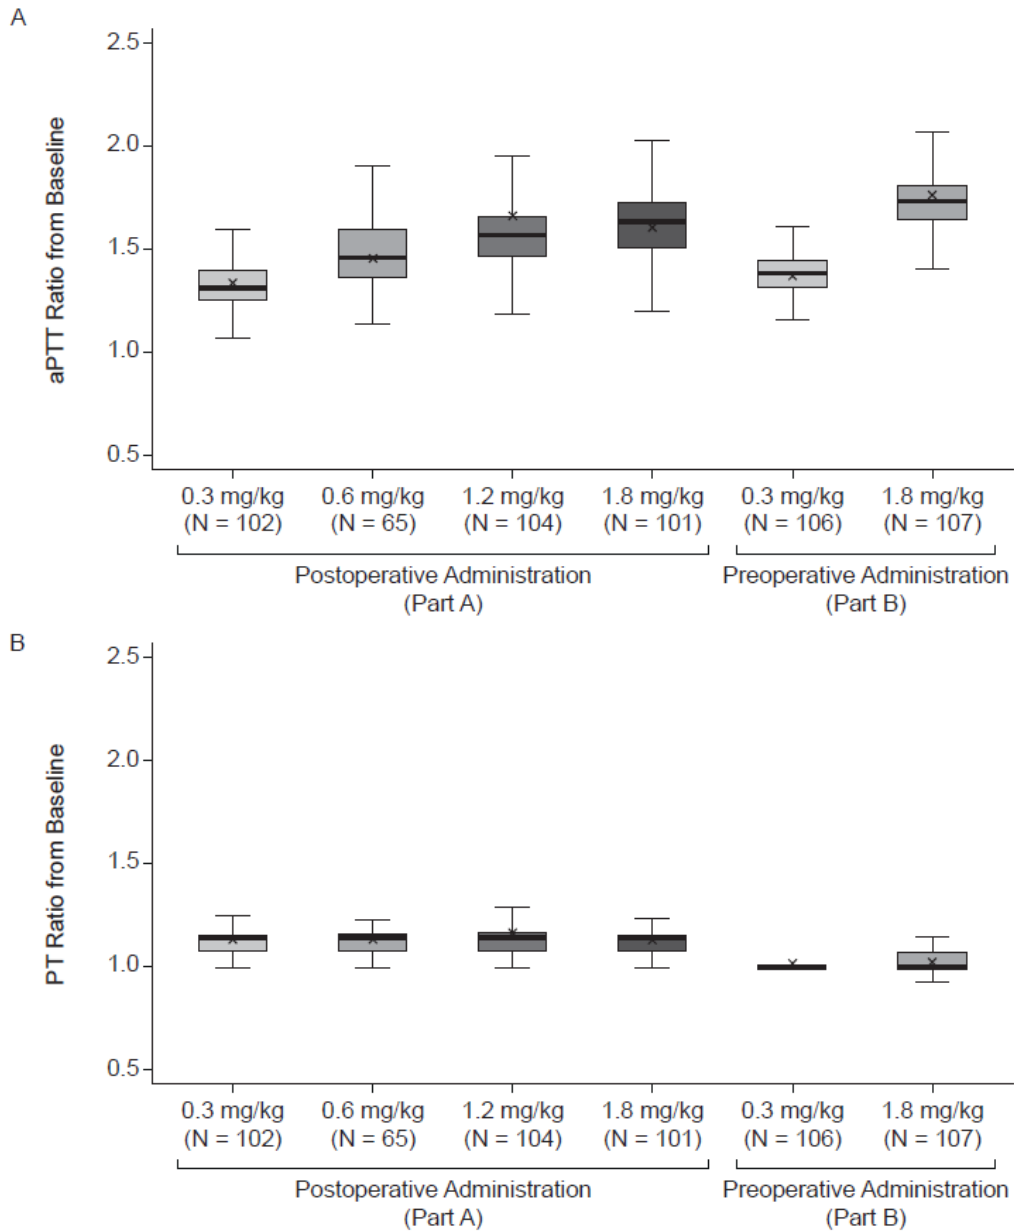 A
aPTT Ratio from Baseline
2.5
2.0
1.5
1.0
0.5
0.3 mg/kg 0.6 mg/kg 1.2 mg/kg 1.8 mg/kg 0.3 mg/kg 1.8 mg/kg
(N = 102) (N = 65) (N = 104) (N = 101) (N = 106) (N = 107)
Postoperative Administration Preoperative Administration
(Part A) (Part B)
B
PT Ratio from Baseline
2.5
2.0
1.5
1.0
0.5
0.3 mg/kg 0.6 mg/kg 1.2 mg/kg 1.8 mg/kg 0.3 mg/kg 1.8 mg/kg
(N = 102) (N = 65) (N = 104) (N = 101) (N = 106) (N = 107)
Postoperative Administration Preoperative Administration
(Part A) (Part B)